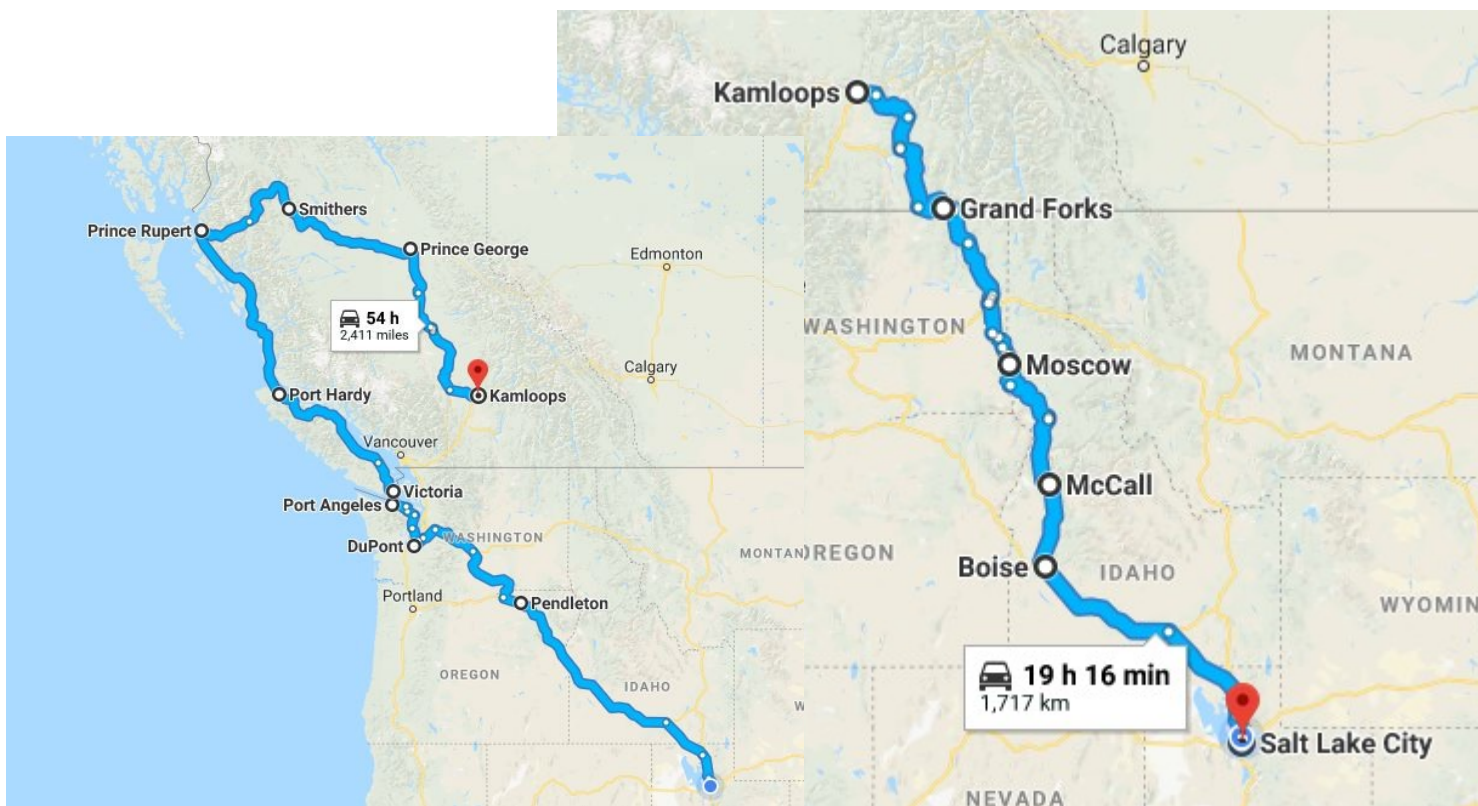 Prince Rupert
Smithers
Prince George
Edmonton
54 h
2,411 miles
Calgary
Port Hardy
Kamloops
Vancouver
Victoria
Port Angeles
DuPont
WASHINGTON
MONTAN
Portland
Pendleton
OREGON
IDAHO
W
Calgary
Kamloops
Grand Forks
WASHINGTON
MONTANA
Moscow
McCall
OREGON
Boise
IDAHO
WYOMIN
19 h 16 min
1,717 km
Salt Lake City
NEVADA